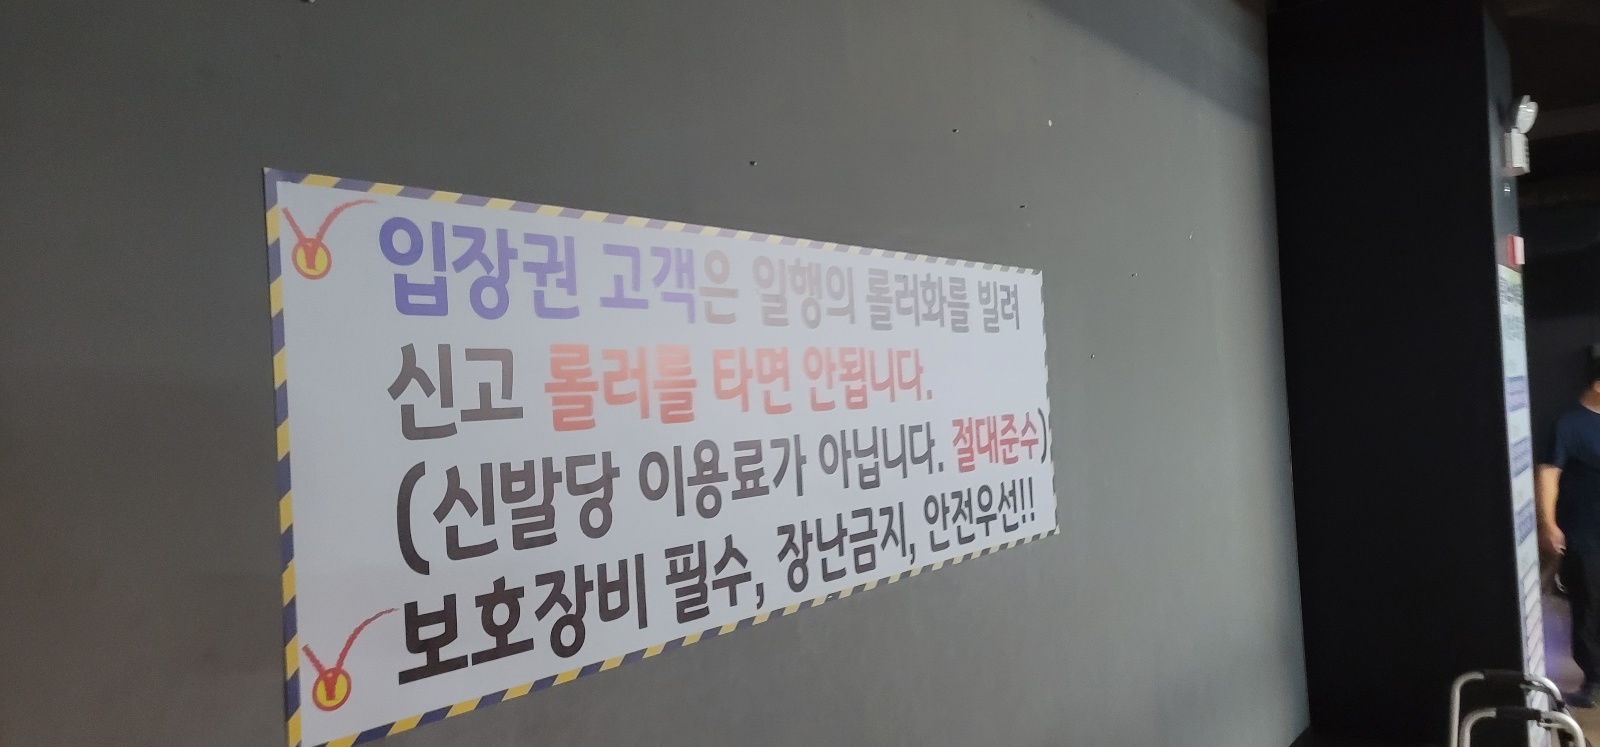 입장권 고객은 일행의 롤러화를 빌려
신고 롤러를 타면 안됩니다.
(신발당 이용료가 아닙니다. 절대준수)
보호장비 필수, 장난금지, 안전우선!!